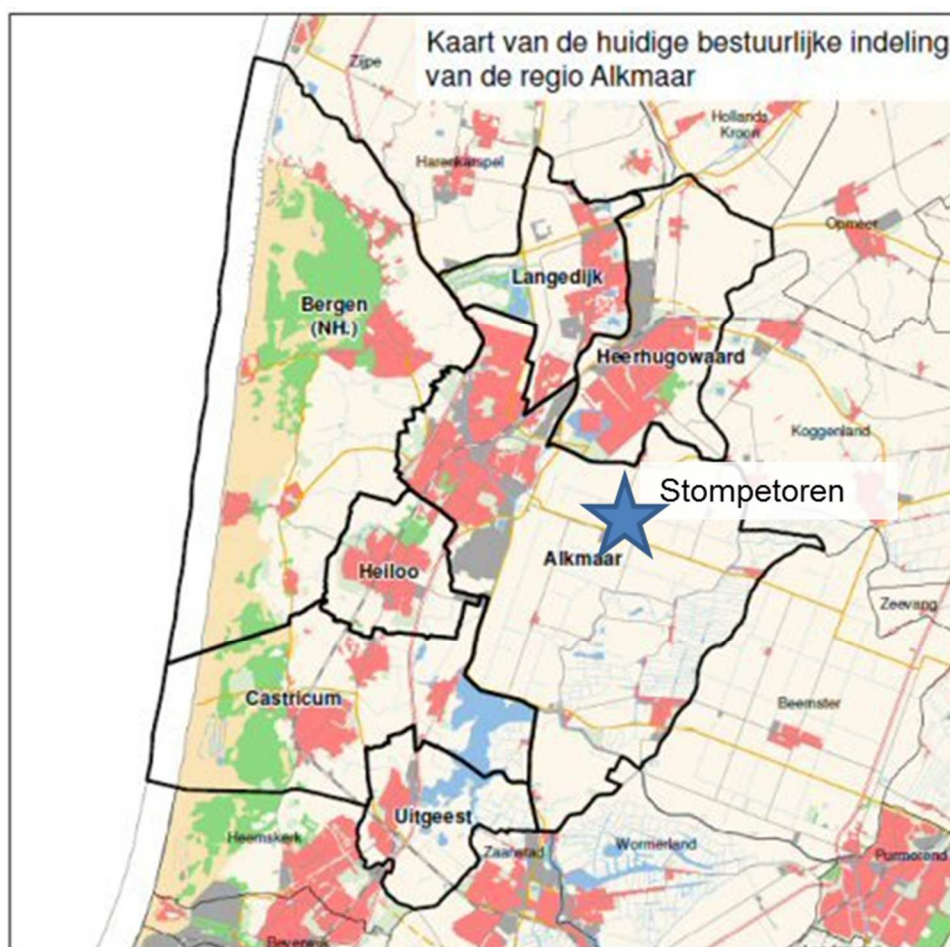 Kaart van de huidige bestuurlijke indeling
van de regio Alkmaar
Zijpe
Hollands
Kroon
Harenkarspel
Opmeer
Langedijk
Bergen
(NH.)
Heerhugowaard
Koggenland
Stompetoren
Alkmaar
Heiloo
Zeevang
Castricum
Beemster
Uitgeest
Heemskerk
Zaanstad
Wormerland
Purmerend
Beverwijk